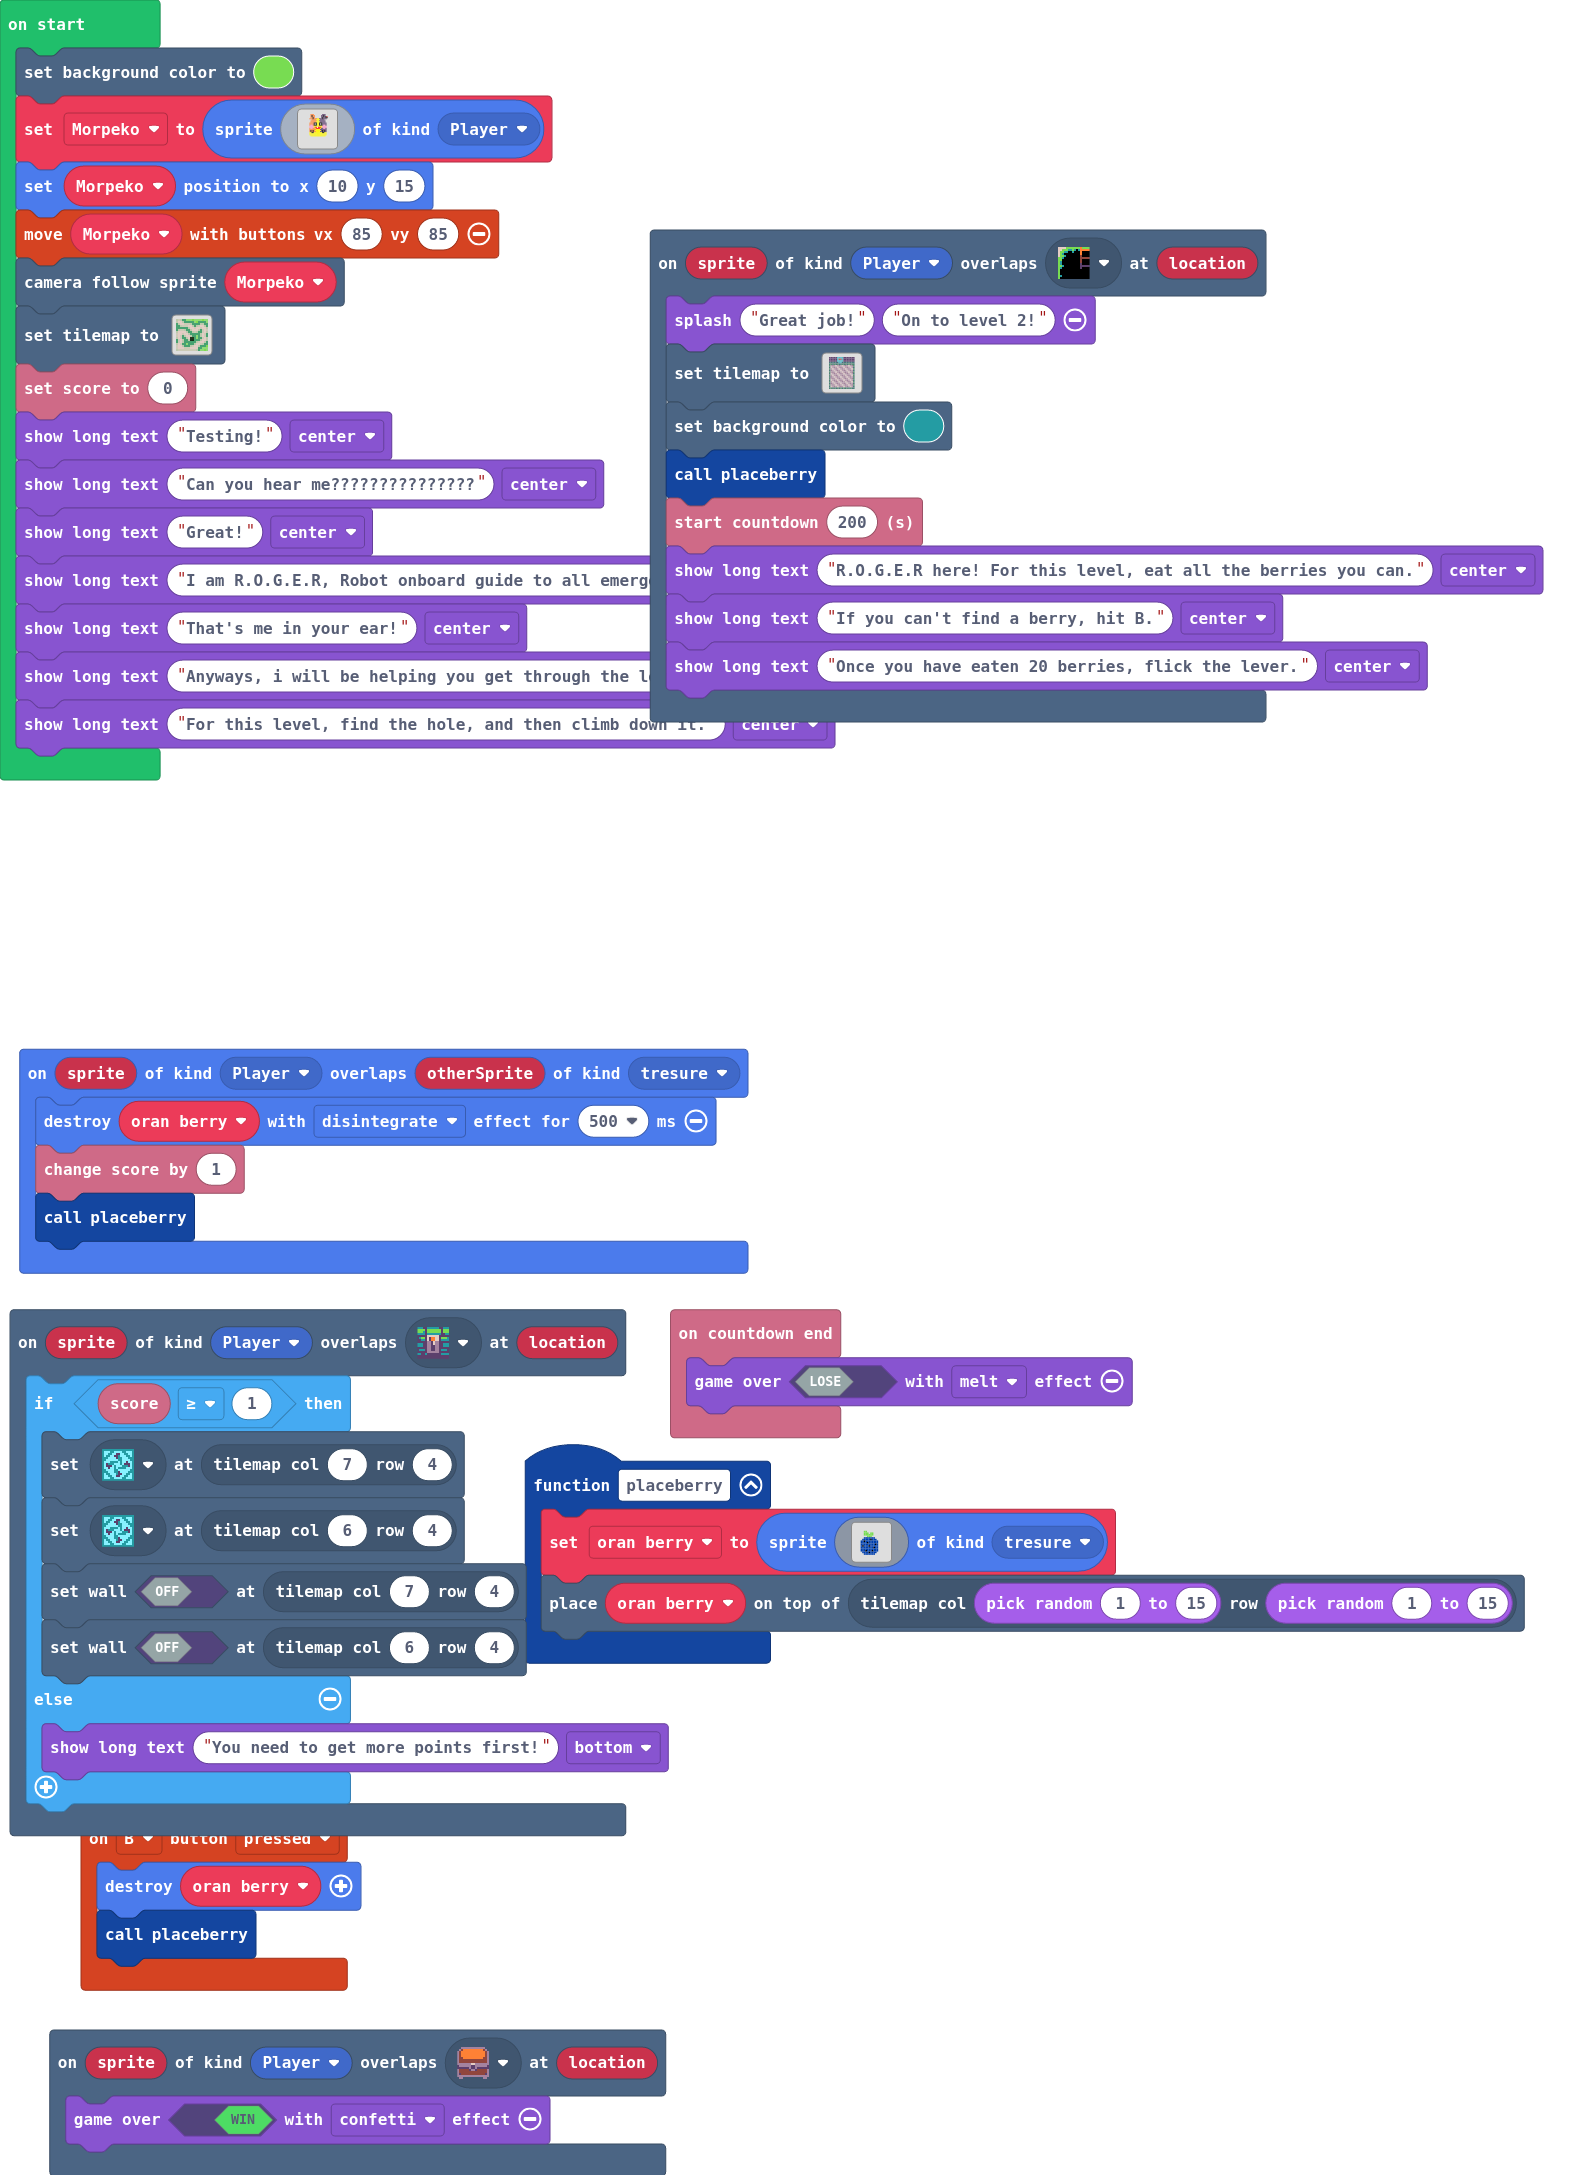 on start
set background color to
set Morpeko to sprite of kind Player
set Morpeko position to x 10 y 15
move Morpeko with buttons vx 85 vy 85
camera follow sprite Morpeko
set tilemap to
set score to 0
show long text "Testing!" center
show long text "Can you hear me???????????????" center
show long text "Great!" center
show long text "I am R.O.G.E.R, Robot onboard guide to all
show long text "That's me in your ear!" center
show long text "Anyways, i will be helping you get through the
show long text "For this level, find the hole, and then climb down it." center
on sprite of kind Player overlaps at location
splash "Great job!" "On to level 2!"
set tilemap to
set background color to
call placeberry
start countdown 200 (s)
show long text "R.O.G.E.R here! For this level, eat all the berries you can." center
show long text "If you can't find a berry, hit B." center
show long text "Once you have eaten 20 berries, flick the lever." center
on sprite of kind Player overlaps otherSprite of kind tresure
destroy oran berry with disintegrate effect for 500 ms
change score by 1
call placeberry
on sprite of kind Player overlaps at location
if score ≥ 1 then
set at tilemap col 7 row 4
set at tilemap col 6 row 4
set wall OFF at tilemap col 7 row 4
set wall OFF at tilemap col 6 row 4
else
show long text "You need to get more points first!" bottom
on countdown end
game over LOSE with melt effect
function placeberry
set oran berry to sprite of kind tresure
place oran berry on top of tilemap col pick random 1 to 15 row pick random 1 to 15
on B button pressed
destroy oran berry
call placeberry
on sprite of kind Player overlaps at location
game over WIN with confetti effect